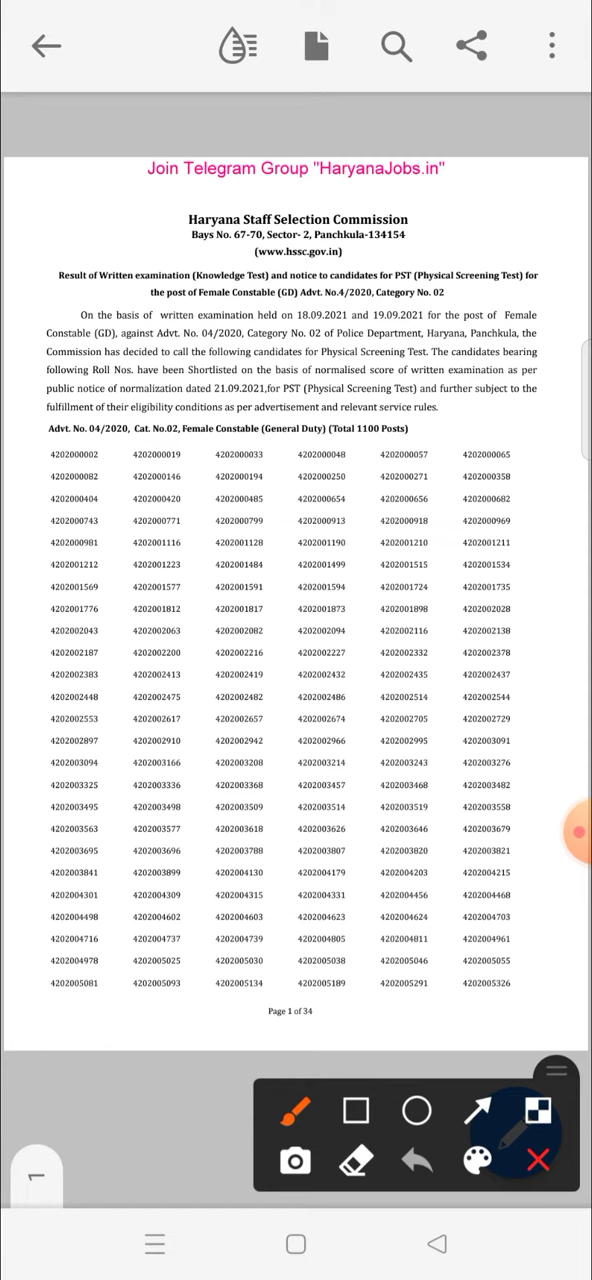 Join Telegram Group "HaryanaJobs.in"
Haryana Staff Selection Commission
Bays No. 67-70, Sector- 2, Panchkula-134154
(www.hssc.gov.in)
Result of Written examination (Knowledge Test) and notice to candidates for PST (Physical Screening Test) for
the post of Female Constable (GD) Advt. No.4/2020, Category No. 02
On the basis of written examination held on 18.09.2021 and 19.09.2021 for the post of Female
Constable (GD), against Advt. No. 04/2020, Category No. 02 of Police Department, Haryana, Panchkula, the
Commission has decided to call the following candidates for Physical Screening Test. The candidates bearing
following Roll Nos. have been Shortlisted on the basis of normalised score of written examination as per
public notice of normalization dated 21.09.2021,for PST (Physical Screening Test) and further subject to the
fulfillment of their eligibility conditions as per advertisement and relevant service rules.
Advt. No. 04/2020, Cat. No.02, Female Constable (General Duty) (Total 1100 Posts)
4202000002 4202000019 4202000033 4202000048 4202000057 4202000065
4202000082 4202000146 4202000194 4202000250 4202000271 4202000358
4202000404 4202000420 4202000485 4202000654 4202000656 4202000682
4202000743 4202000771 4202000799 4202000913 4202000918 4202000969
4202000981 4202001116 4202001128 4202001190 4202001210 4202001211
4202001212 4202001223 4202001484 4202001499 4202001515 4202001534
4202001569 4202001577 4202001591 4202001594 4202001724 4202001735
4202001776 4202001812 4202001817 4202001873 4202001898 4202002028
4202002043 4202002063 4202002082 4202002094 4202002116 4202002138
4202002187 4202002200 4202002216 4202002227 4202002332 4202002378
4202002383 4202002413 4202002419 4202002432 4202002435 4202002437
4202002448 4202002475 4202002482 4202002486 4202002514 4202002544
4202002553 4202002617 4202002657 4202002674 4202002705 4202002729
4202002897 4202002910 4202002942 4202002966 4202002995 4202003091
4202003094 4202003166 4202003208 4202003214 4202003243 4202003276
4202003325 4202003336 4202003368 4202003457 4202003468 4202003482
4202003495 4202003498 4202003509 4202003514 4202003519 4202003558
4202003563 4202003577 4202003618 4202003626 4202003646 4202003679
4202003695 4202003696 4202003788 4202003807 4202003820 4202003821
4202003841 4202003899 4202004130 4202004179 4202004203 4202004215
4202004301 4202004309 4202004315 4202004331 4202004456 4202004468
4202004498 4202004602 4202004603 4202004623 4202004624 4202004703
4202004716 4202004737 4202004739 4202004805 4202004811 4202004961
4202004978 4202005025 4202005030 4202005038 4202005046 4202005055
4202005081 4202005093 4202005134 4202005189 4202005291 4202005326
Page 1 of 34
1